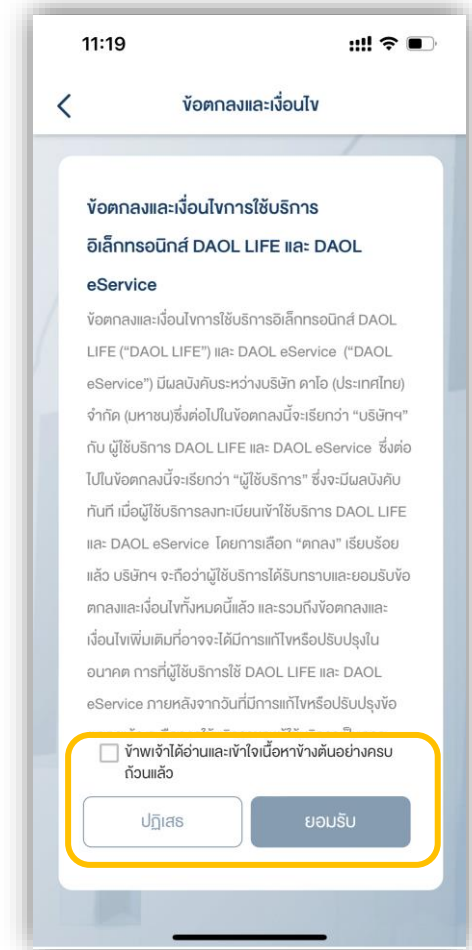 11:19
ข้อตกลงและเงื่อนไข
ข้อตกลงและเงื่อนไขการใช้บริการ
อิเล็กทรอนิกส์ DAOL LIFE และ DAOL
eService
ข้อตกลงและเงื่อนไขการใช้บริการอิเล็กทรอนิกส์ DAOL
LIFE (“DAOL LIFE”) และ DAOL eService (“DAOL
eService”) มีผลบังคับระหว่างบริษัท ดาโอ (ประเทศไทย)
จำกัด (มหาชน)ซึ่งต่อไปในข้อตกลงนี้จะเรียกว่า “บริษัทฯ”
กับ ผู้ใช้บริการ DAOL LIFE และ DAOL eService ซึ่งต่อ
ไปในข้อตกลงนี้จะเรียกว่า “ผู้ใช้บริการ” ซึ่งจะมีผลบังคับ
ทันที เมื่อผู้ใช้บริการลงทะเบียนเข้าใช้บริการ DAOL LIFE
และ DAOL eService โดยการเลือก “ตกลง” เรียบร้อย
แล้ว บริษัทฯ จะถือว่าผู้ใช้บริการได้รับทราบและยอมรับข้อ
ตกลงและเงื่อนไขทั้งหมดนี้แล้ว และรวมถึงข้อตกลงและ
เงื่อนไขเพิ่มเติมที่อาจจะได้มีการแก้ไขหรือปรับปรุงใน
อนาคต การที่ผู้ใช้บริการใช้ DAOL LIFE และ DAOL
eService ภายหลังจากวันที่มีการแก้ไขหรือปรับปรุงข้อ
ข้าพเจ้าได้อ่านและเข้าใจเนื้อหาข้างต้นอย่างครบ
ถ้วนแล้ว
ปฏิเสธ
ยอมรับ